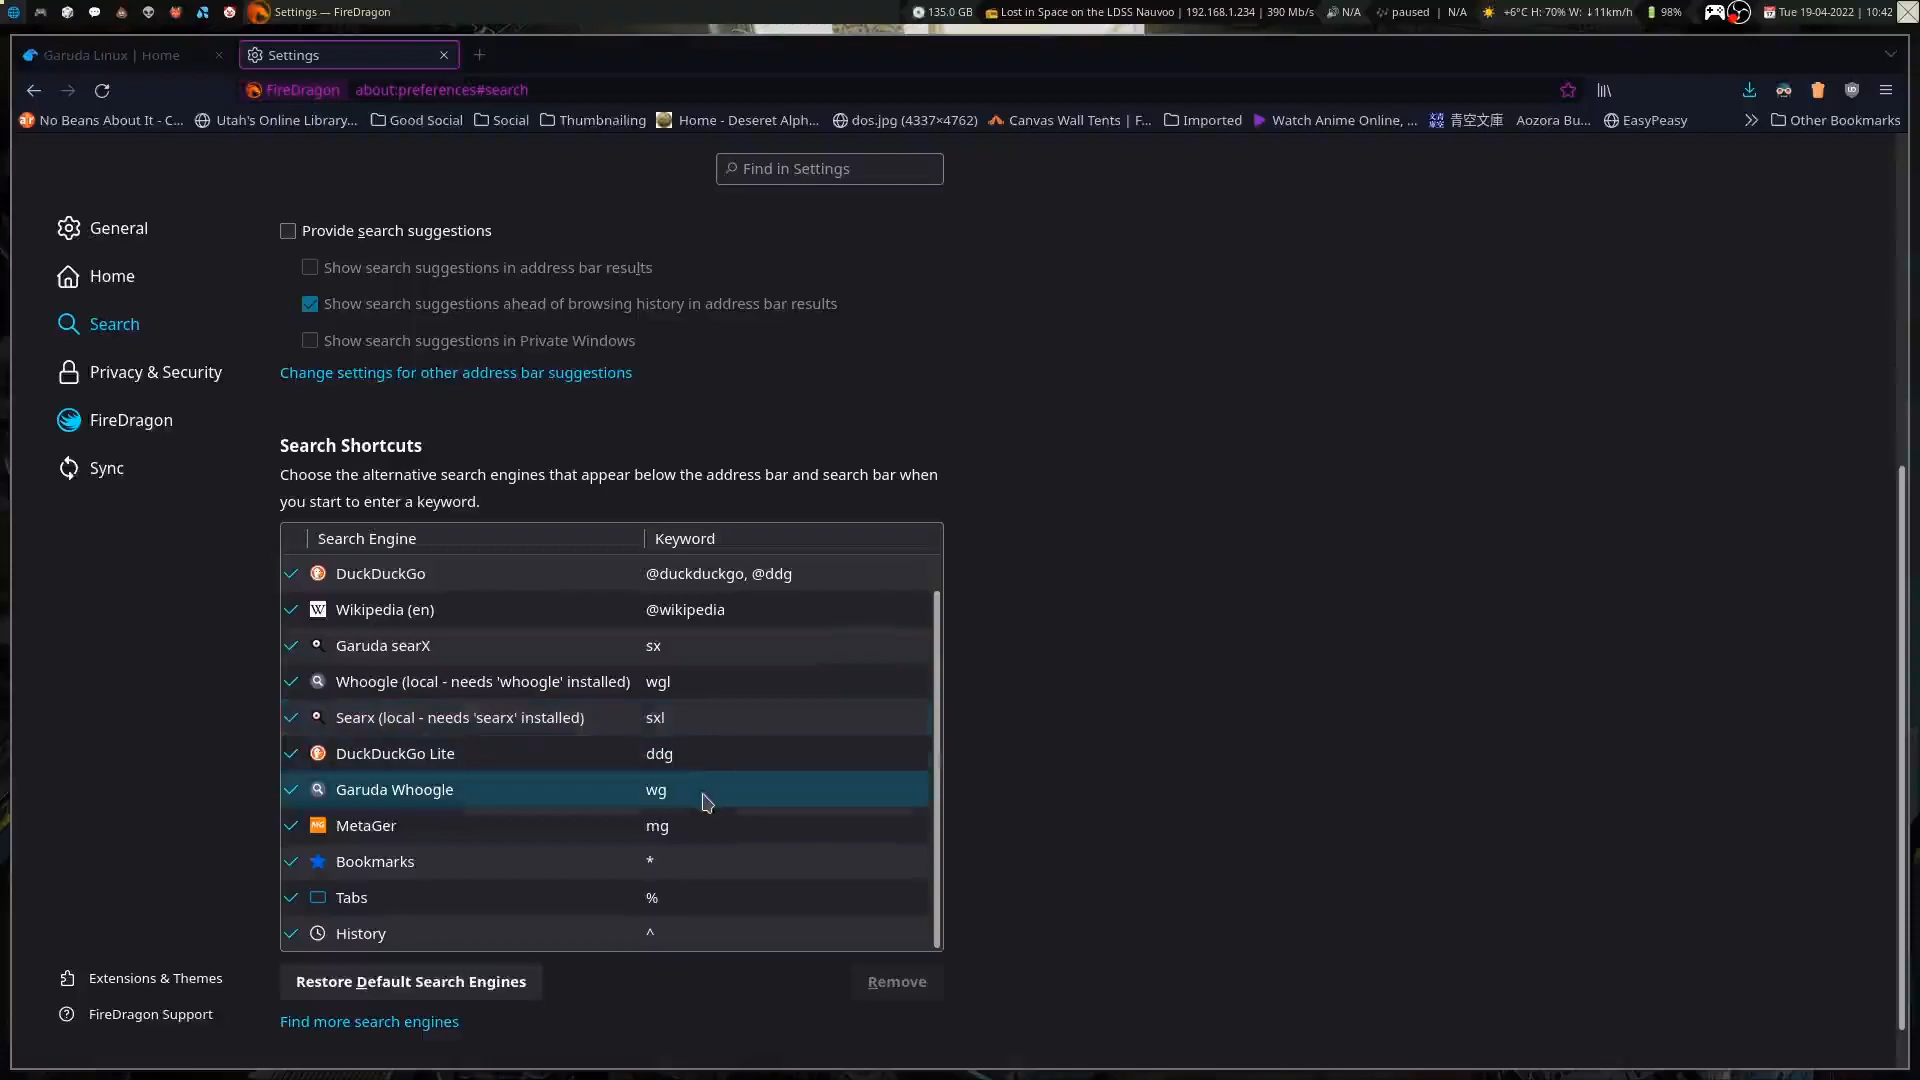 Settings — FireDragon
135.0 GB
Lost in Space on the LDSS Nauvoo | 192.168.1.234 | 390 Mb/s
N/A
paused | N/A
+6°C H: 70% W: ↓11km/h
98%
Tue 19-04-2022 | 10:42
Garuda Linux | Home
Settings
FireDragon
about:preferences#search
No Beans About It - C...
Utah's Online Library...
Good Social
Social
Thumbnailing
Home - Deseret Alph...
dos.jpg (4337×4762)
Canvas Wall Tents | F...
Imported
Watch Anime Online, ...
青空文庫 Aozora Bu...
EasyPeasy
Other Bookmarks
Find in Settings
General
Home
Search
Privacy & Security
FireDragon
Sync
Provide search suggestions
Show search suggestions in address bar results
Show search suggestions ahead of browsing history in address bar results
Show search suggestions in Private Windows
Change settings for other address bar suggestions
Search Shortcuts
Choose the alternative search engines that appear below the address bar and search bar when
you start to enter a keyword.
Search Engine Keyword
DuckDuckGo @duckduckgo, @ddg
Wikipedia (en) @wikipedia
Garuda searX sx
Whoogle (local - needs 'whoogle' installed) wgl
Searx (local - needs 'searx' installed) sxl
DuckDuckGo Lite ddg
Garuda Whoogle wg
MetaGer mg
Bookmarks *
Tabs %
History ^
Restore Default Search Engines
Remove
Find more search engines
Extensions & Themes
FireDragon Support